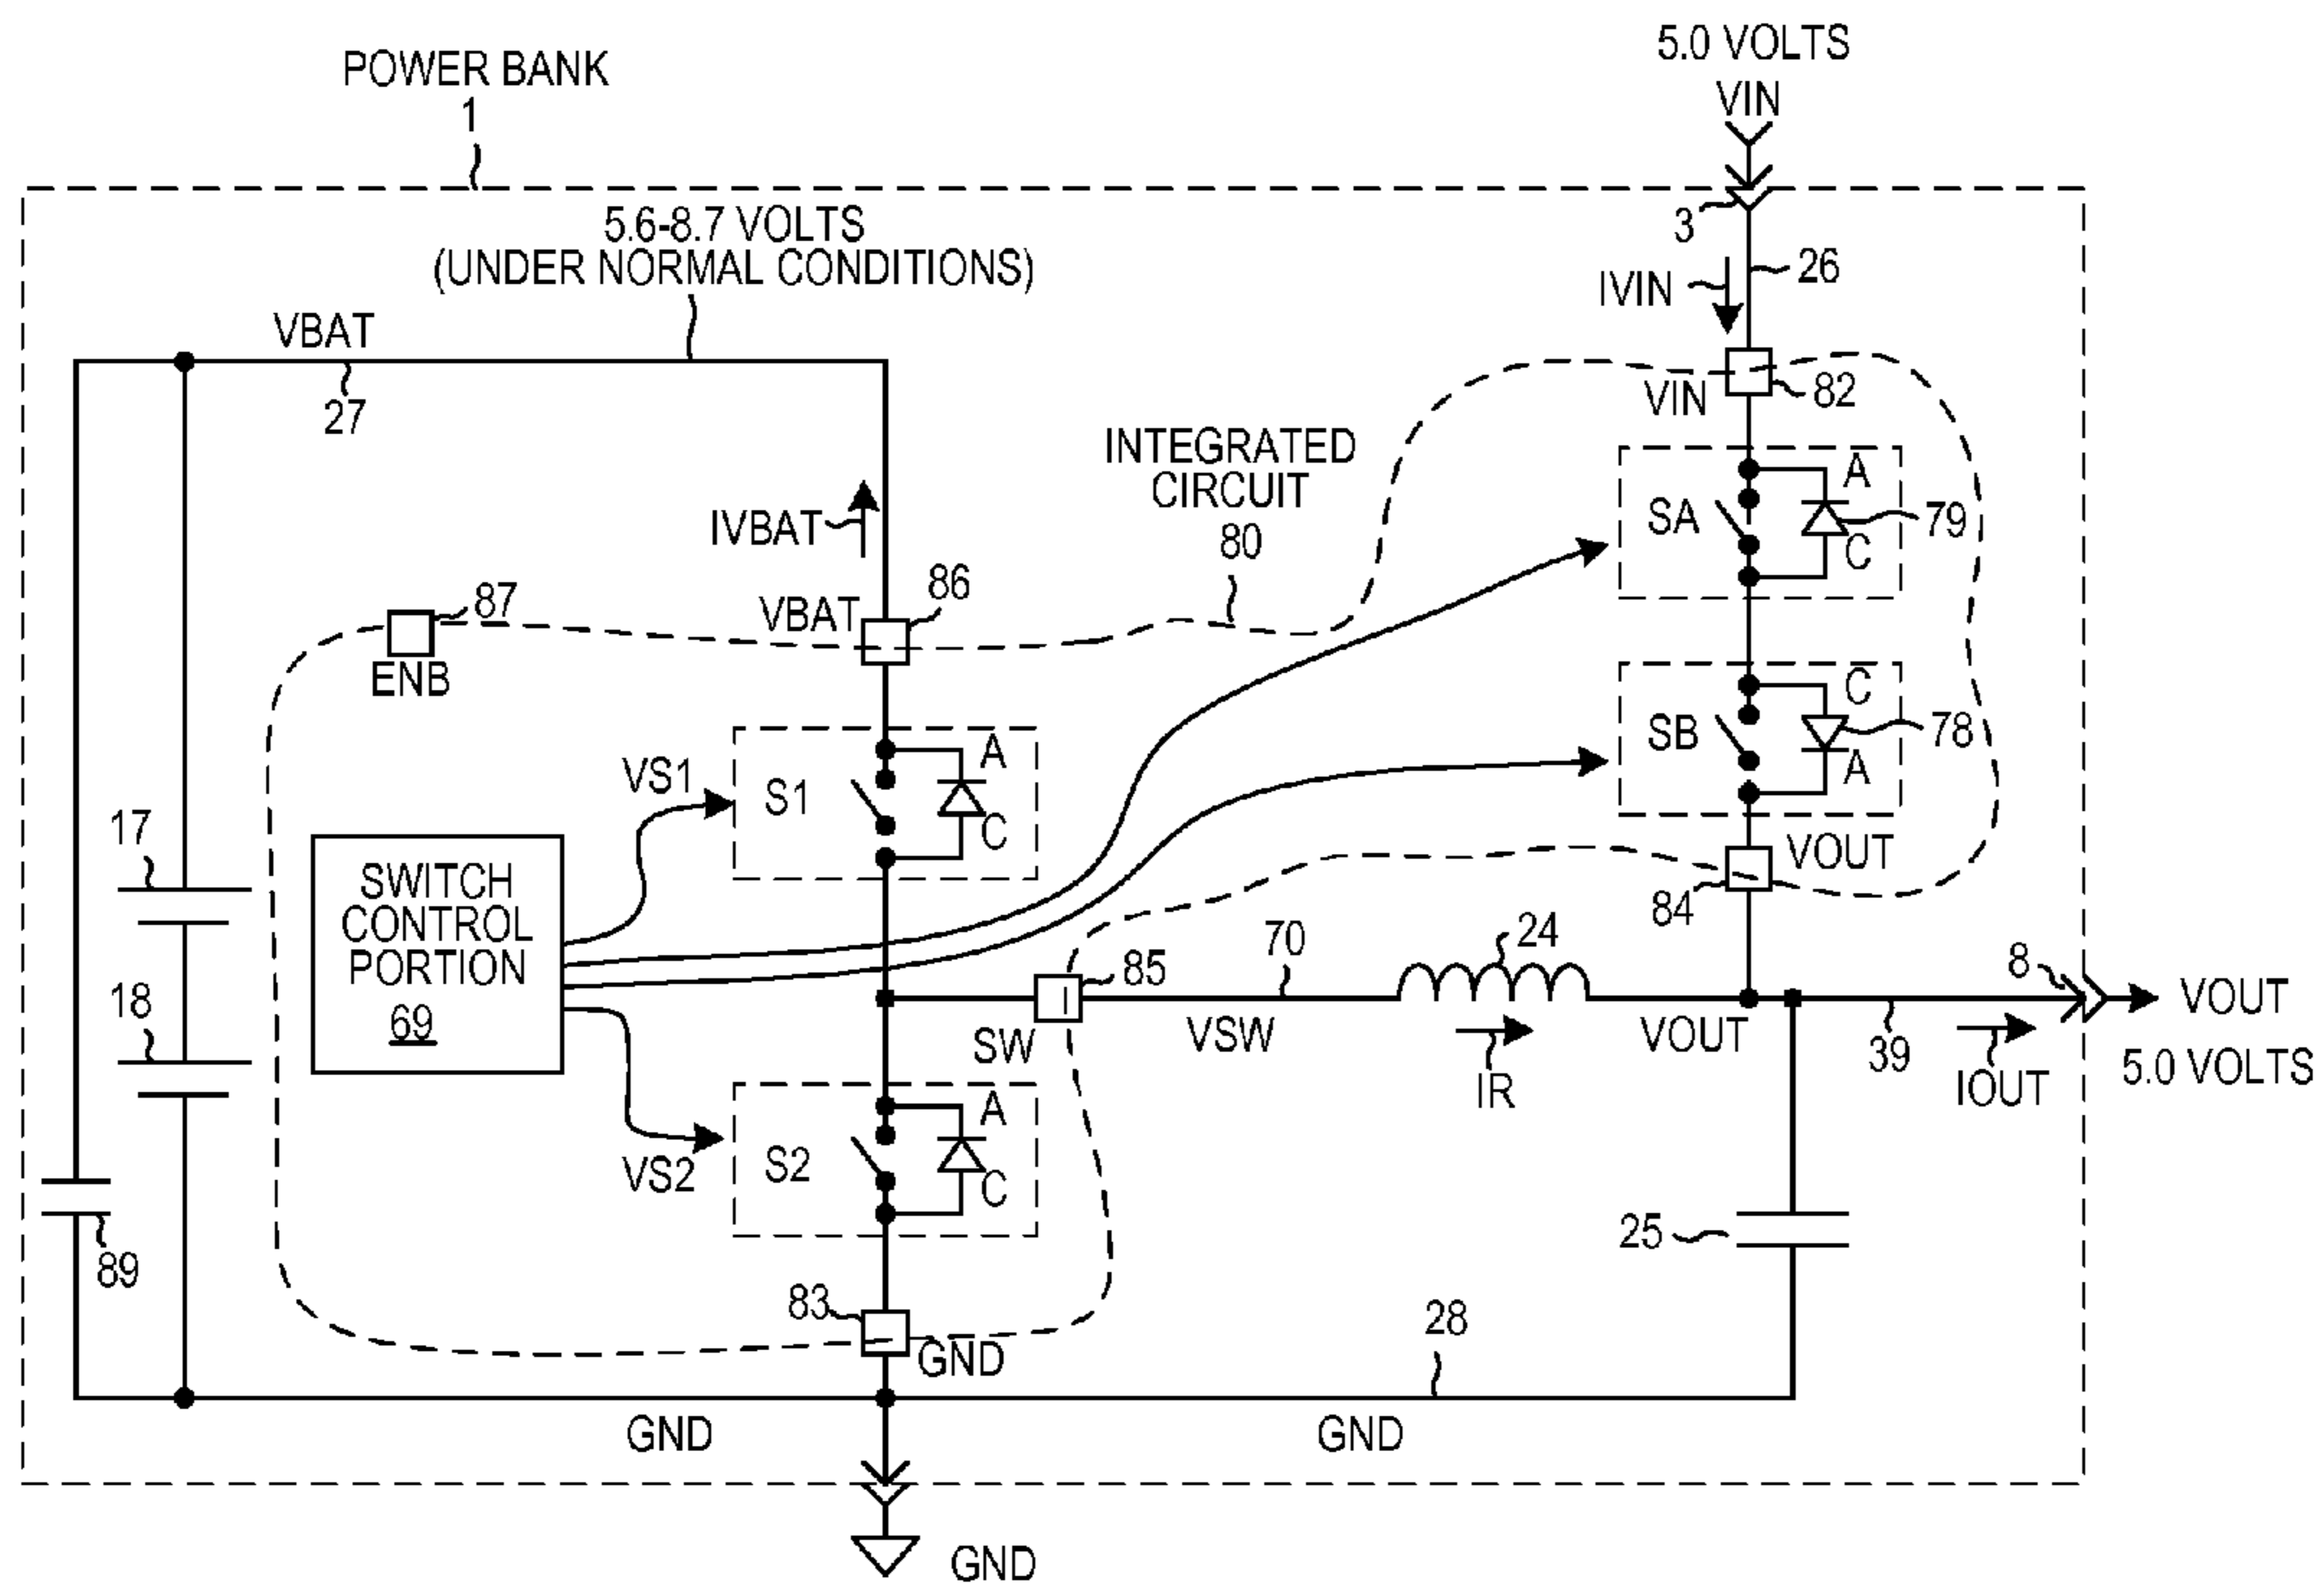 POWER BANK
1
5.0 VOLTS
VIN
3
5.6-8.7 VOLTS
(UNDER NORMAL CONDITIONS)
26
IVIN
VBAT
27
VIN
82
INTEGRATED
CIRCUIT
80
A
SA
79
C
IVBAT
86
87
VBAT
ENB
C
SB
78
A
VS1
A
S1
C
17
SWITCH
CONTROL
PORTION
69
VOUT
84
24
70
85
8
18
SW
VSW
IR
VOUT
39
IOUT
VOUT
5.0 VOLTS
A
S2
C
VS2
25
89
83
GND
28
GND
GND
GND